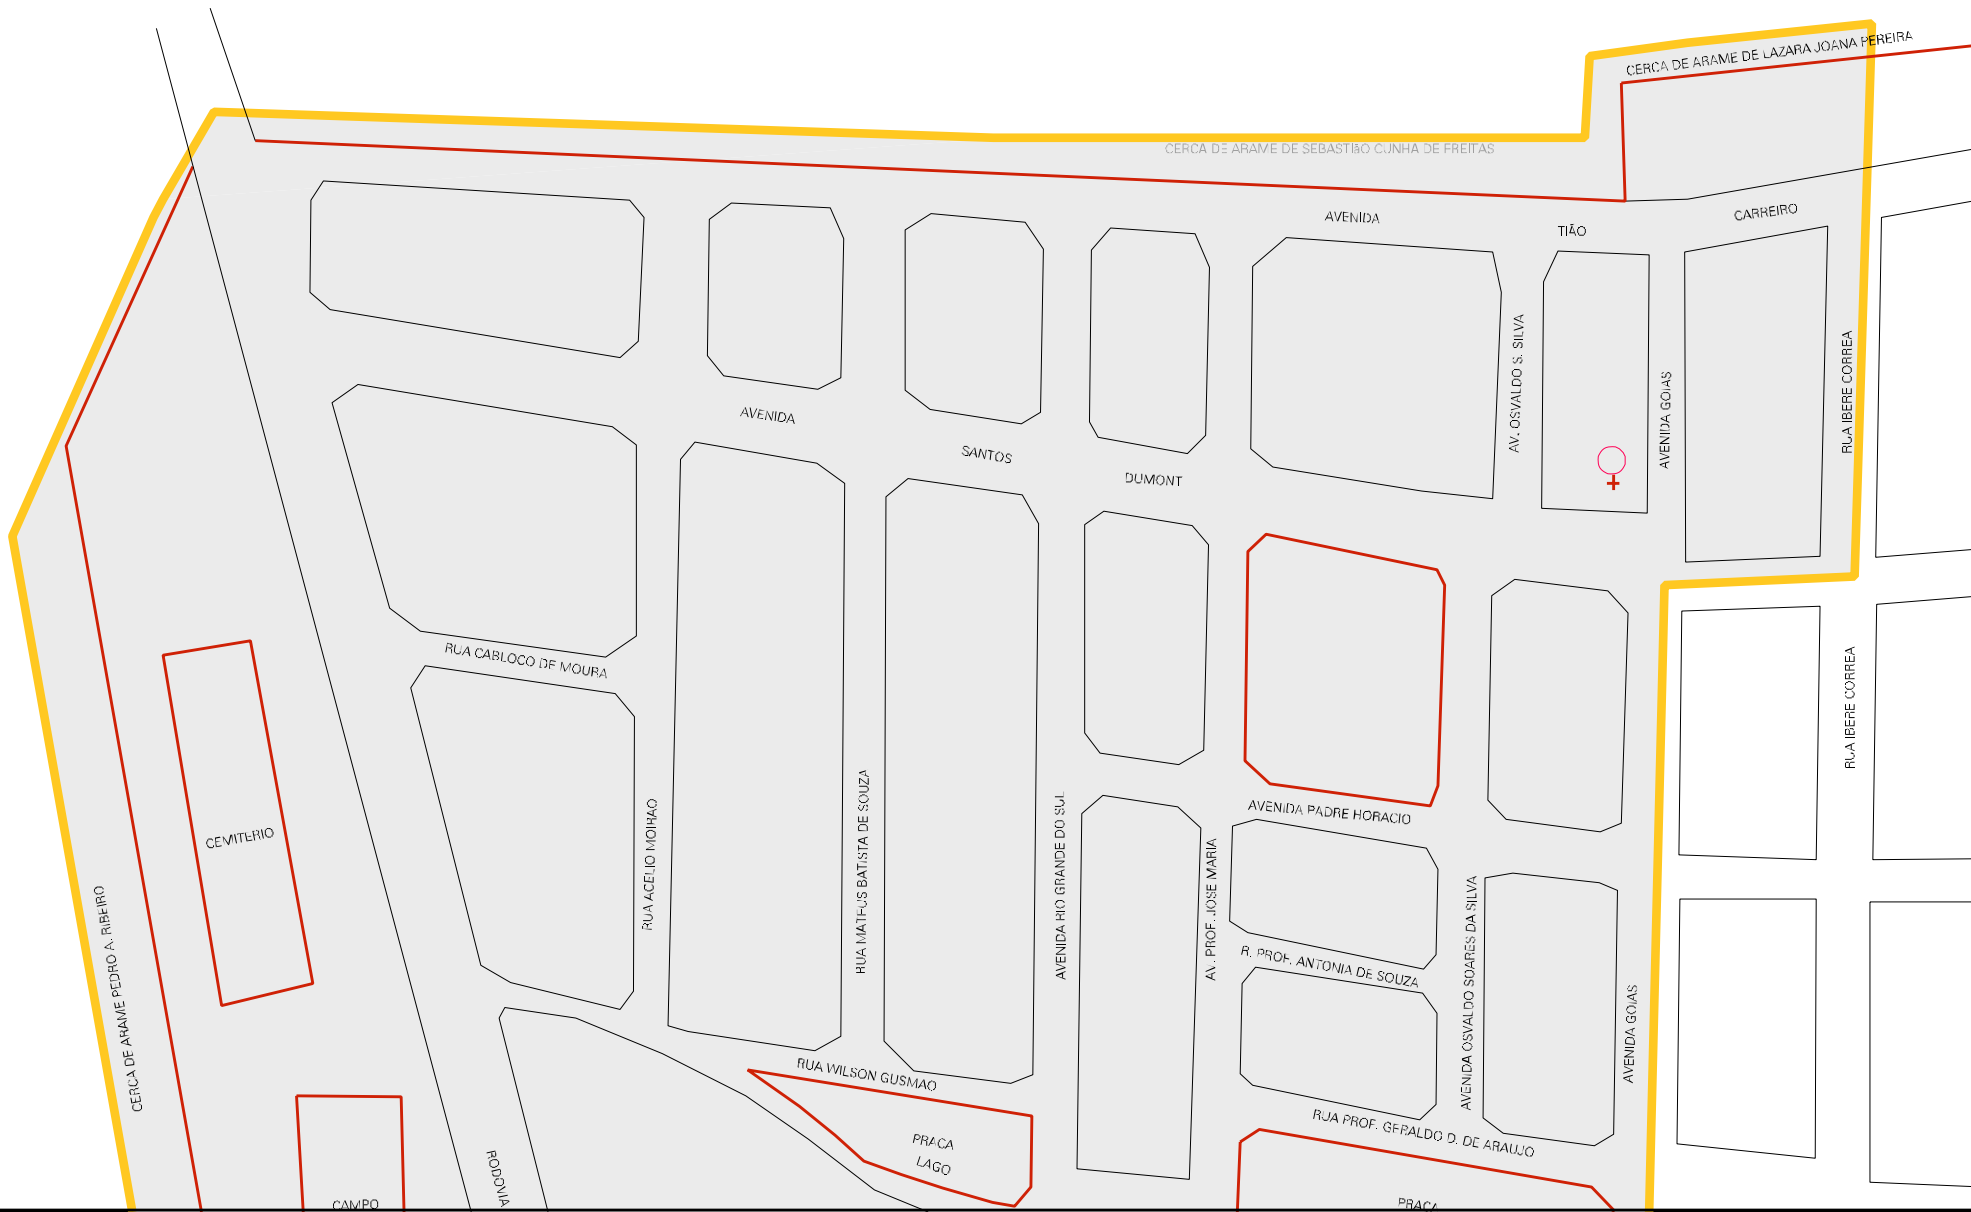 CERCA DE ARAME DE LAZARA JOANA PEREIRA
CERCA DE ARAME DE SEBASTIßO CUNHA DE FREITAS
AVENIDA
TIÃO
CARREIRO
AV. OSVALDO S. SILVA
AVENIDA GOIAS
RUA IBERE CORREA
AVENIDA
SANTOS
DUMONT
RUA CABLOCO DE MOURA
RUA IBERE CORREA
CEMITERIO
RUA ACELIO MOIRAO
RUA MATEUS BATISTA DE SOUZA
AVENIDA RIO GRANDE DO SUL
AVENIDA PADRE HORACIO
AV. PROF. JOSE MARIA
R. PROF. ANTONIA DE SOUZA
AVENIDA OSVALDO SOARES DA SILVA
AVENIDA GOIAS
CERCA DE ARAME PEDRO A. RIBEIRO
RUA WILSON GUSMAO
RUA PROF. GERALDO D. DE ARAUJO
PRACA
LAGO
RODOVIA
CAMPO
PRACA